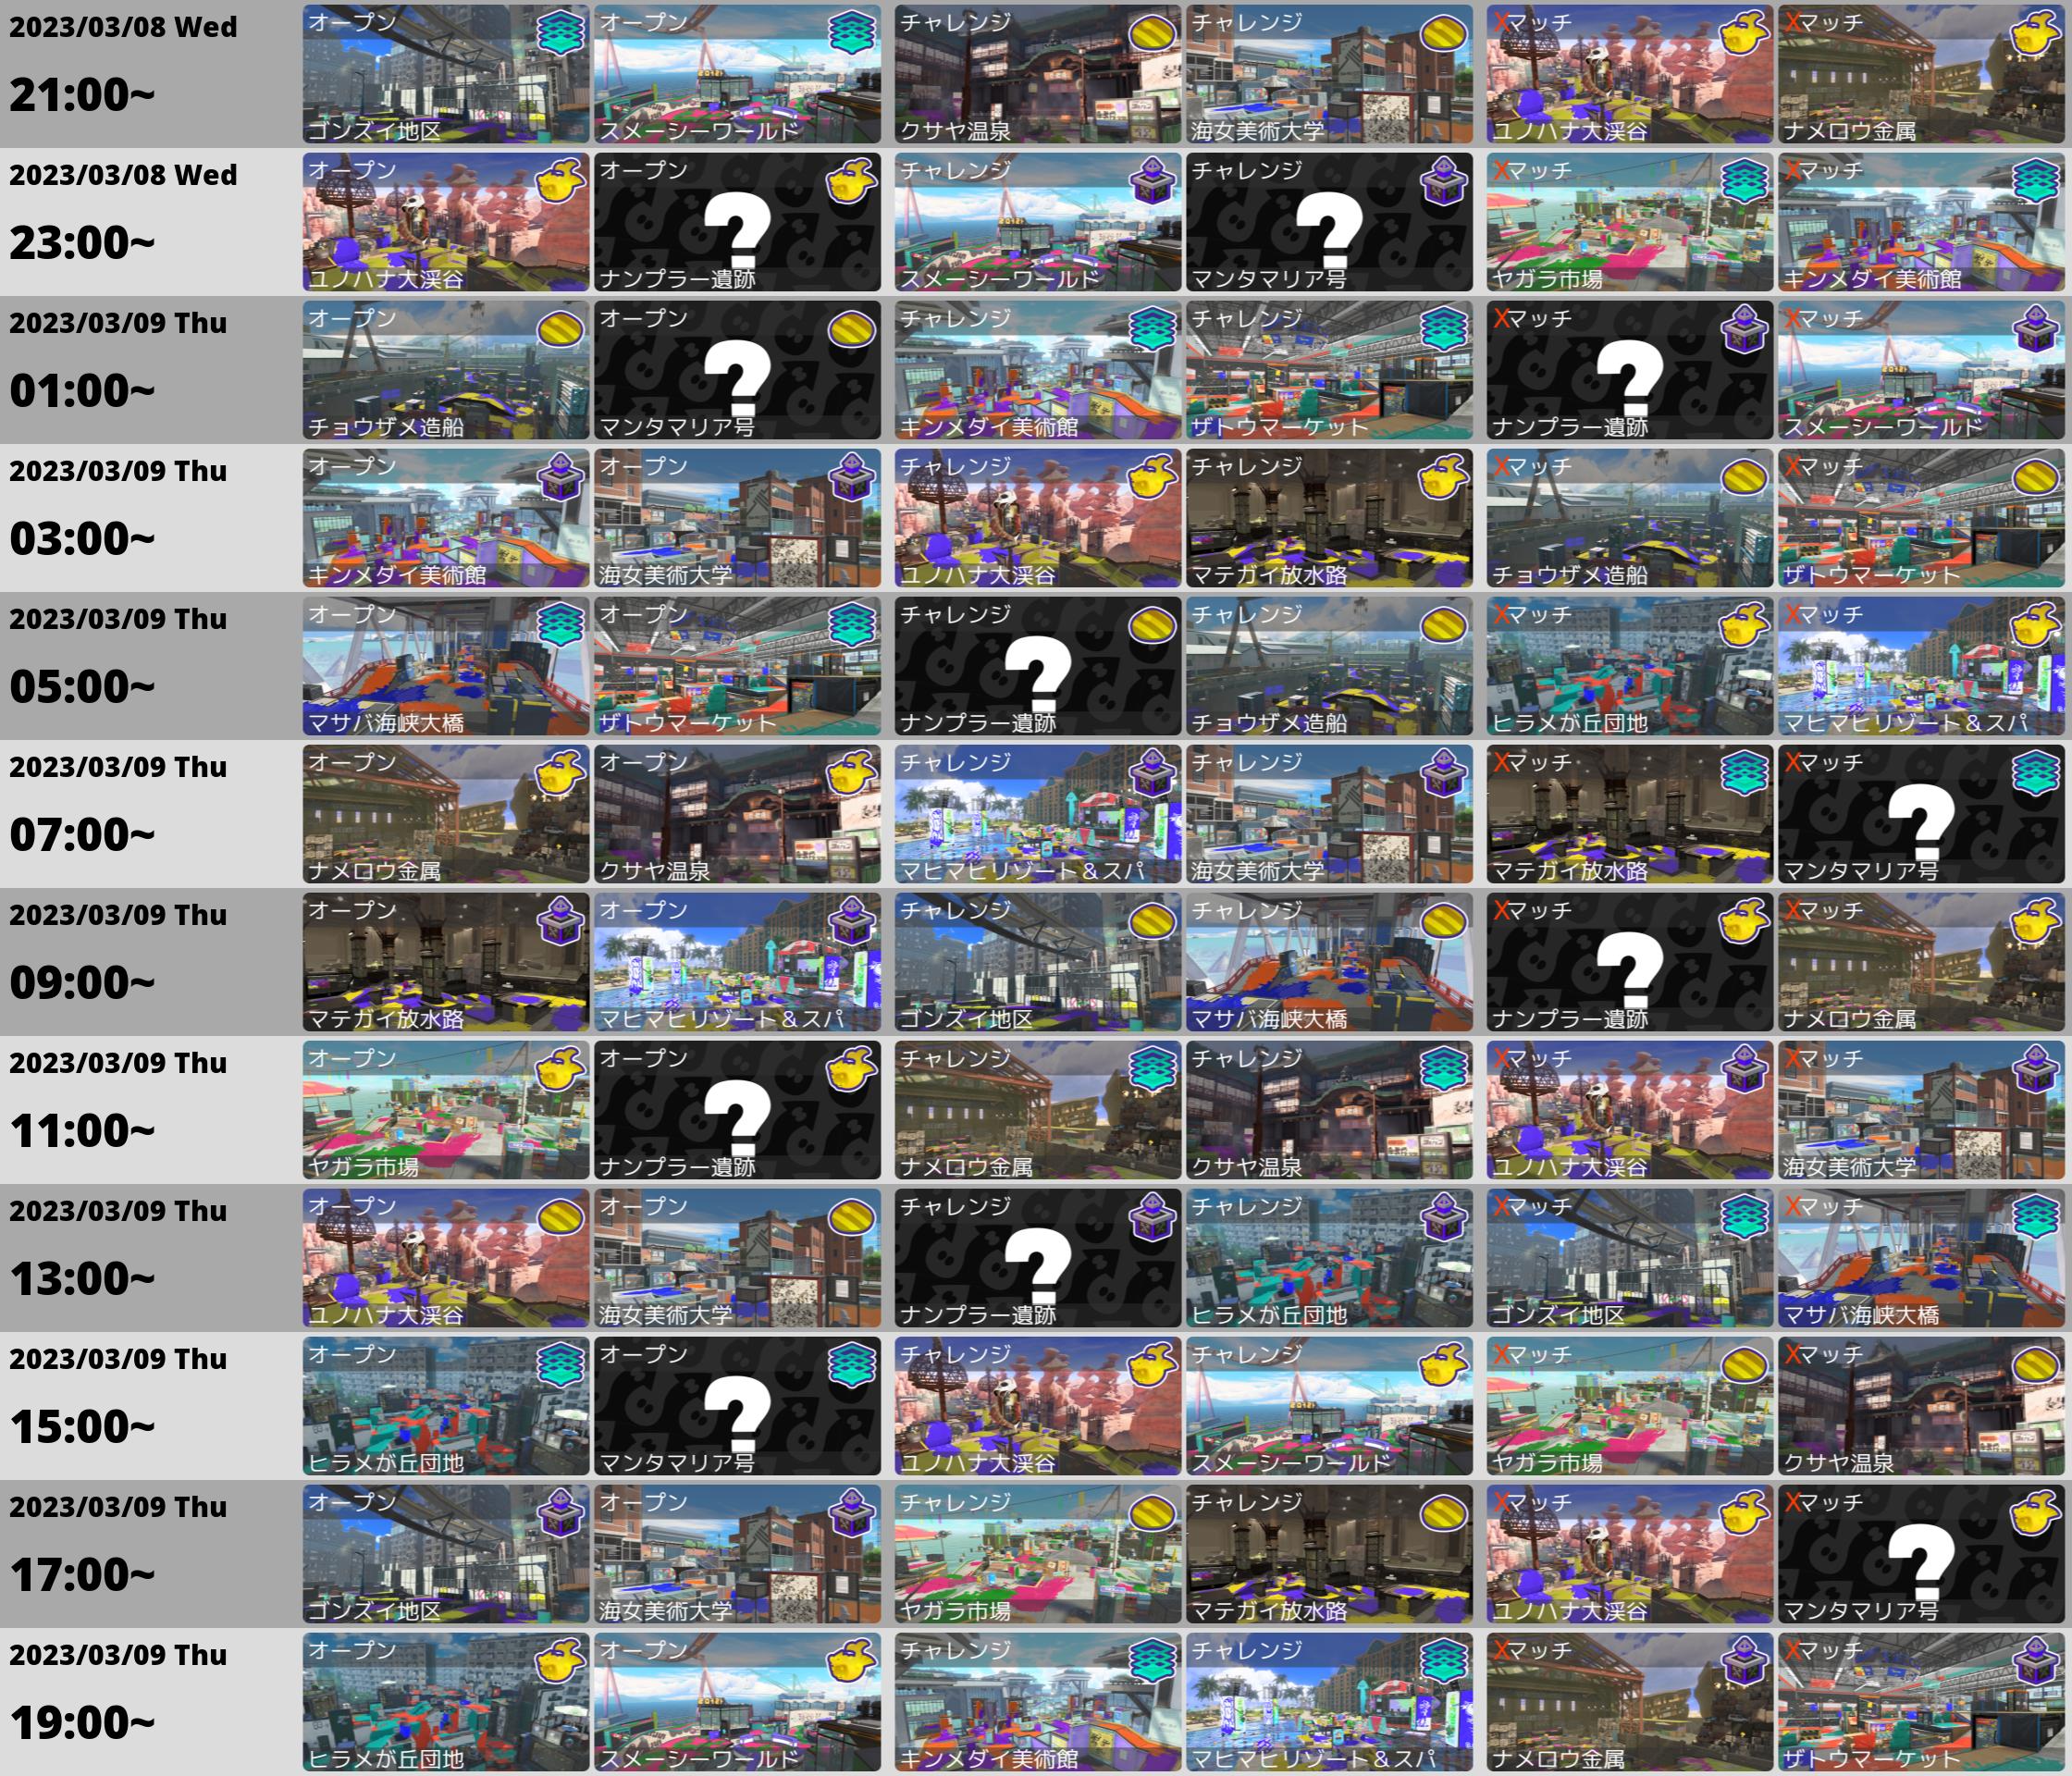 2023/03/08 Wed
21:00~
オープン
ゴンズイ地区
オープン
スメーシーワールド
チャレンジ
クサヤ温泉
チャレンジ
海女美術大学
Xマッチ
ユノハナ大渓谷
Xマッチ
ナメロウ金属
2023/03/08 Wed
23:00~
オープン
ユノハナ大渓谷
オープン
?
ナンプラー遺跡
チャレンジ
スメーシーワールド
チャレンジ
?
マンタマリア号
Xマッチ
ヤガラ市場
Xマッチ
キンメダイ美術館
2023/03/09 Thu
01:00~
オープン
チョウザメ造船
オープン
?
マンタマリア号
チャレンジ
キンメダイ美術館
チャレンジ
ザトウマーケット
Xマッチ
?
ナンプラー遺跡
Xマッチ
スメーシーワールド
2023/03/09 Thu
03:00~
オープン
キンメダイ美術館
オープン
海女美術大学
チャレンジ
ユノハナ大渓谷
チャレンジ
マテガイ放水路
Xマッチ
チョウザメ造船
Xマッチ
ザトウマーケット
2023/03/09 Thu
05:00~
オープン
マサバ海峡大橋
オープン
ザトウマーケット
チャレンジ
?
ナンプラー遺跡
チャレンジ
チョウザメ造船
Xマッチ
ヒラメが丘団地
Xマッチ
マヒマヒリゾート＆スパ
2023/03/09 Thu
07:00~
オープン
ナメロウ金属
オープン
クサヤ温泉
チャレンジ
マヒマヒリゾート＆スパ
チャレンジ
海女美術大学
Xマッチ
マテガイ放水路
Xマッチ
?
マンタマリア号
2023/03/09 Thu
09:00~
オープン
マテガイ放水路
オープン
マヒマヒリゾート＆スパ
チャレンジ
ゴンズイ地区
チャレンジ
マサバ海峡大橋
Xマッチ
?
ナンプラー遺跡
Xマッチ
ナメロウ金属
2023/03/09 Thu
11:00~
オープン
ヤガラ市場
オープン
?
ナンプラー遺跡
チャレンジ
ナメロウ金属
チャレンジ
クサヤ温泉
Xマッチ
ユノハナ大渓谷
Xマッチ
海女美術大学
2023/03/09 Thu
13:00~
オープン
ユノハナ大渓谷
オープン
海女美術大学
チャレンジ
?
ナンプラー遺跡
チャレンジ
ヒラメが丘団地
Xマッチ
ゴンズイ地区
Xマッチ
マサバ海峡大橋
2023/03/09 Thu
15:00~
オープン
ヒラメが丘団地
オープン
?
マンタマリア号
チャレンジ
ユノハナ大渓谷
チャレンジ
スメーシーワールド
Xマッチ
ヤガラ市場
Xマッチ
クサヤ温泉
2023/03/09 Thu
17:00~
オープン
ゴンズイ地区
オープン
海女美術大学
チャレンジ
ヤガラ市場
チャレンジ
マテガイ放水路
Xマッチ
ユノハナ大渓谷
Xマッチ
?
マンタマリア号
2023/03/09 Thu
19:00~
オープン
ヒラメが丘団地
オープン
スメーシーワールド
チャレンジ
キンメダイ美術館
チャレンジ
マヒマヒリゾート＆スパ
Xマッチ
ナメロウ金属
Xマッチ
ザトウマーケット